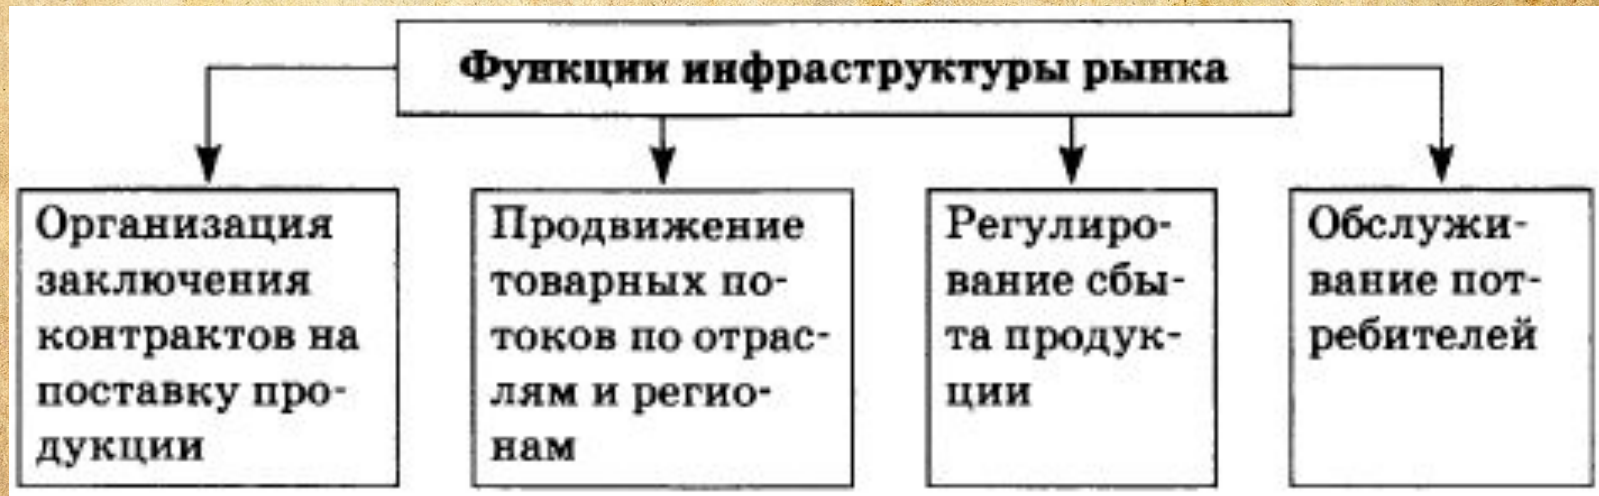 Функции инфраструктуры рынка
Организация
заключения
контрактов на
поставку про-
дукции
Продвижение
товарных по-
токов по отрас-
лям и регио-
нам
Регулиро-
вание сбы-
та продук-
ции
Обслужи-
вание пот-
ребителей